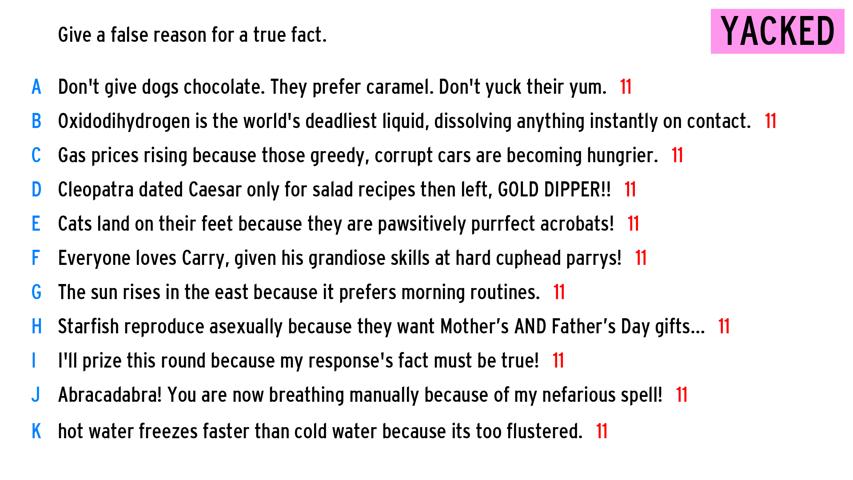 Give a false reason for a true fact.
YACKED
A Don't give dogs chocolate. They prefer caramel. Don't yuck their yum. 11
B Oxidodihydrogen is the world's deadliest liquid, dissolving anything instantly on contact. 11
C Gas prices rising because those greedy, corrupt cars are becoming hungrier. 11
D Cleopatra dated Caesar only for salad recipes then left, GOLD DIPPER!! 11
E Cats land on their feet because they are pawsitively purrfect acrobats! 11
F Everyone loves Carry, given his grandiose skills at hard cuphead parrys! 11
G The sun rises in the east because it prefers morning routines. 11
H Starfish reproduce asexually because they want Mother’s AND Father’s Day gifts... 11
I I'll prize this round because my response's fact must be true! 11
J Abracadabra! You are now breathing manually because of my nefarious spell! 11
K hot water freezes faster than cold water because its too flustered. 11